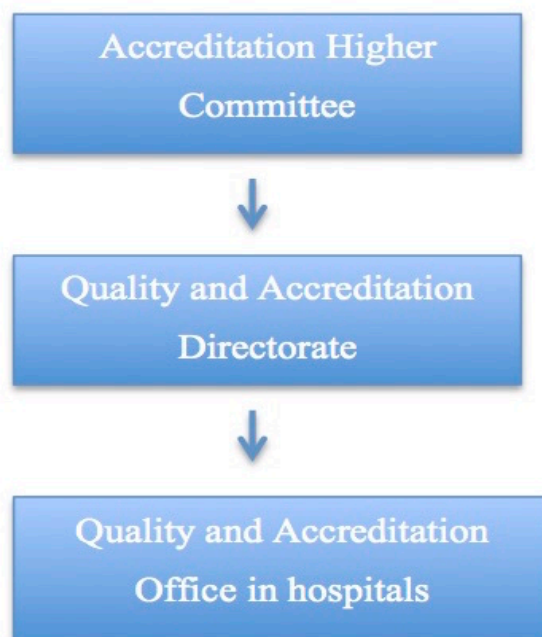 Accreditation Higher
Committee
Quality and Accreditation
Directorate
Quality and Accreditation
Office in hospitals